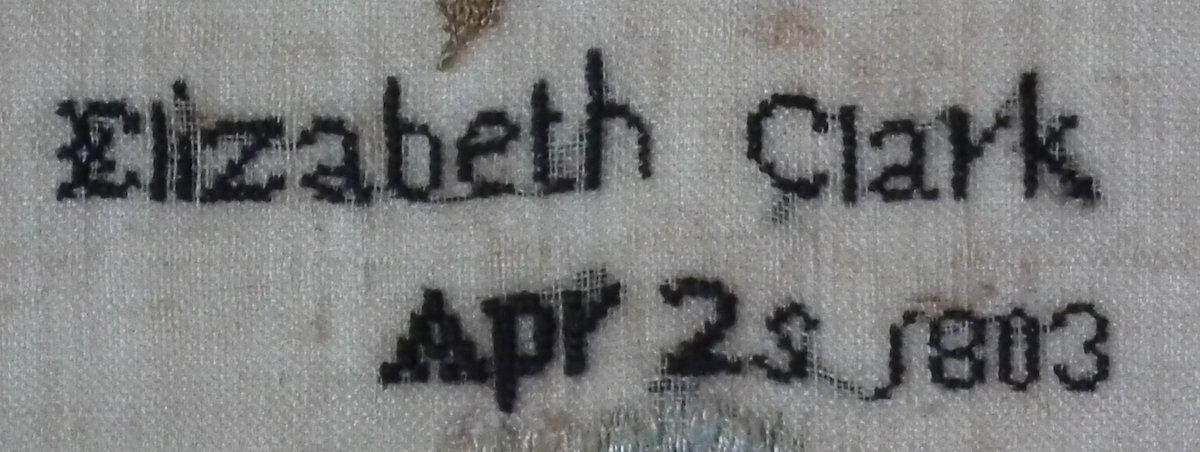 Elizabeth Clark
Apr 2s 1803